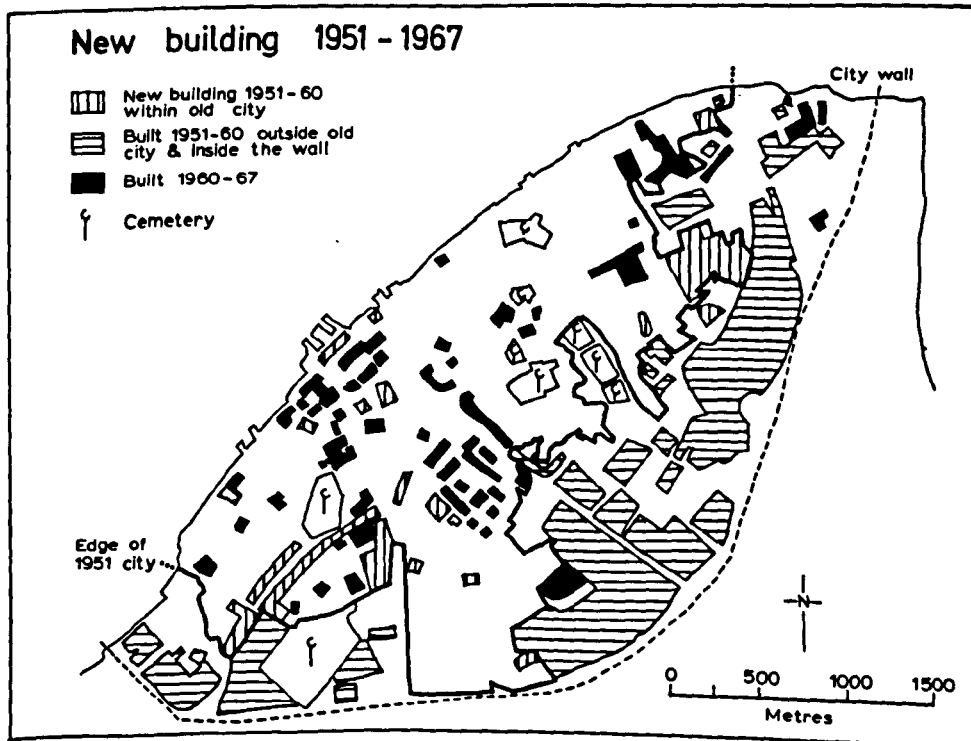 New building 1951-1967
New building 1951-60
within old city
Built 1951-60 outside old
city & inside the wall
Built 1960-67
Cemetery
City wall
Edge of
1951 city
N
0 500 1000 1500
Metres